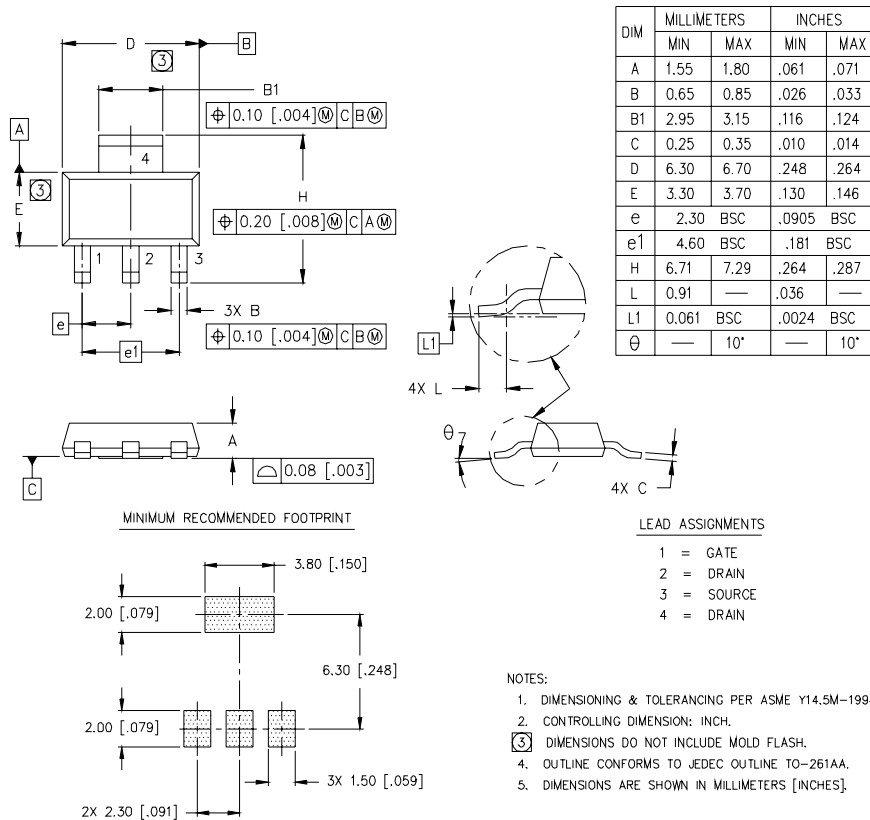 D
3
B
B1
⌖ 0.10 [.004]Ⓜ C BⓂ
A
4
3
E
H
⌖ 0.20 [.008]Ⓜ C AⓂ
1 2 3
3X B
e
⌖ 0.10 [.004]Ⓜ C BⓂ
e1
DIM MILLIMETERS INCHES
MIN MAX MIN MAX
A 1.55 1.80 .061 .071
B 0.65 0.85 .026 .033
B1 2.95 3.15 .116 .124
C 0.25 0.35 .010 .014
D 6.30 6.70 .248 .264
E 3.30 3.70 .130 .146
e 2.30 BSC .0905 BSC
e1 4.60 BSC .181 BSC
H 6.71 7.29 .264 .287
L 0.91 — .036 —
L1 0.061 BSC .0024 BSC
θ — 10° — 10°
L1
4X L
θ
4X C
A
C
⌓ 0.08 [.003]
MINIMUM RECOMMENDED FOOTPRINT
3.80 [.150]
2.00 [.079]
6.30 [.248]
2.00 [.079]
3X 1.50 [.059]
2X 2.30 [.091]
LEAD ASSIGNMENTS
1 = GATE
2 = DRAIN
3 = SOURCE
4 = DRAIN
NOTES:
1. DIMENSIONING & TOLERANCING PER ASME Y14.5M-199
2. CONTROLLING DIMENSION: INCH.
3 DIMENSIONS DO NOT INCLUDE MOLD FLASH.
4. OUTLINE CONFORMS TO JEDEC OUTLINE TO-261AA.
5. DIMENSIONS ARE SHOWN IN MILLIMETERS [INCHES].